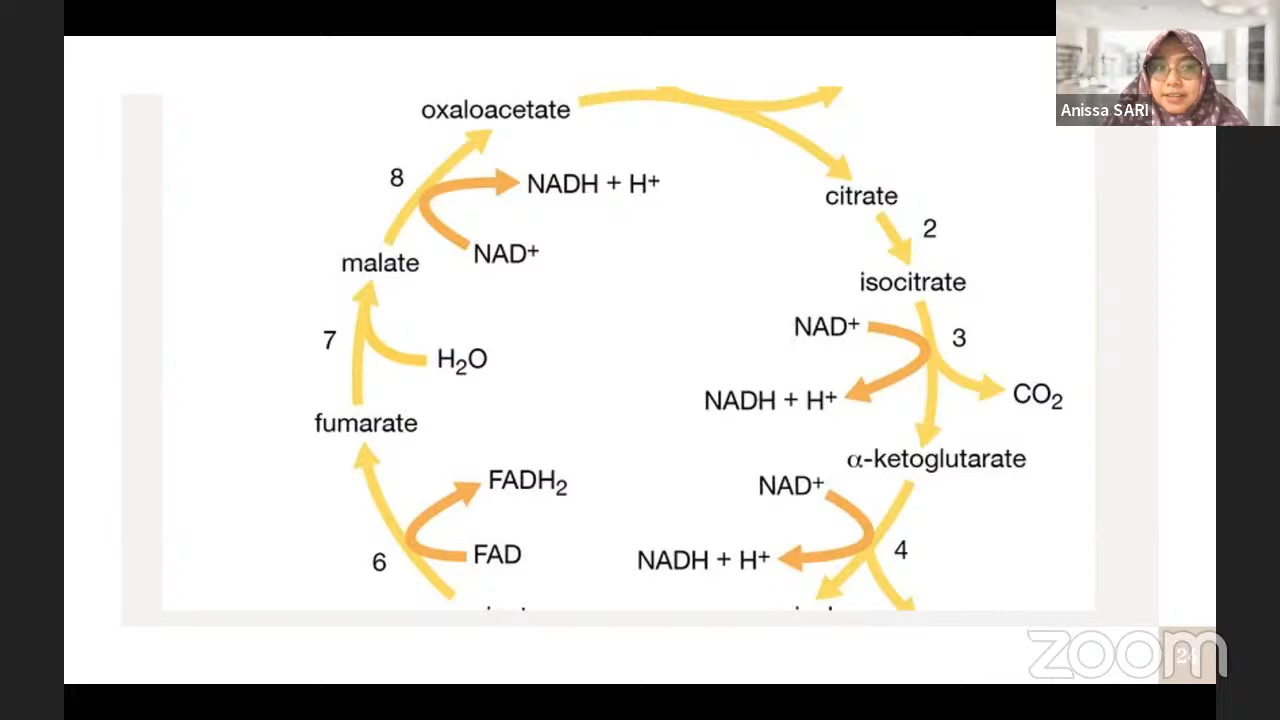 Anissa SARI
oxaloacetate
8
NADH + H⁺
citrate
2
NAD⁺
malate
isocitrate
NAD⁺
3
7
H₂O
NADH + H⁺
CO₂
fumarate
α-ketoglutarate
FADH₂
NAD⁺
4
6
FAD
NADH + H⁺
zoom